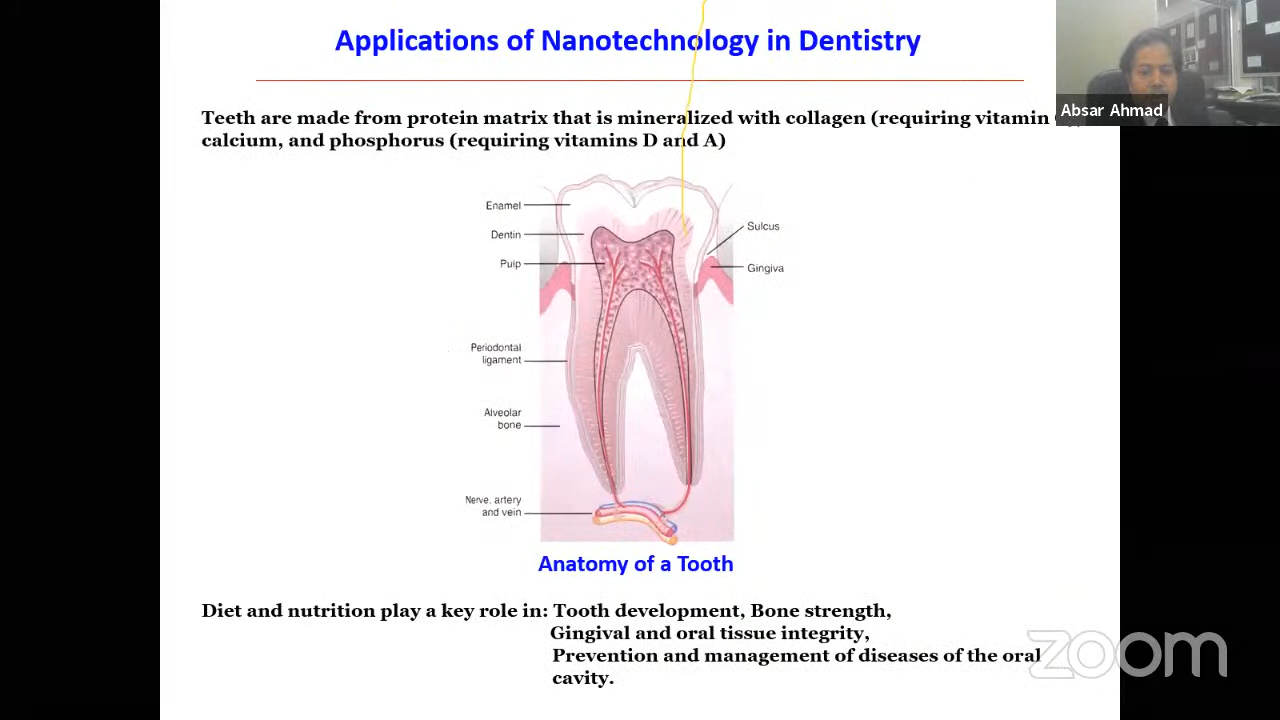 Applications of Nanotechnology in Dentistry
Absar Ahmad
Teeth are made from protein matrix that is mineralized with collagen (requiring vitamin
calcium, and phosphorus (requiring vitamins D and A)
Enamel
Dentin
Pulp
Sulcus
Gingiva
Periodontal
ligament
Alveolar
bone
Nerve, artery
and vein
Anatomy of a Tooth
Diet and nutrition play a key role in: Tooth development, Bone strength,
Gingival and oral tissue integrity,
Prevention and management of diseases of the oral
cavity.
zoom